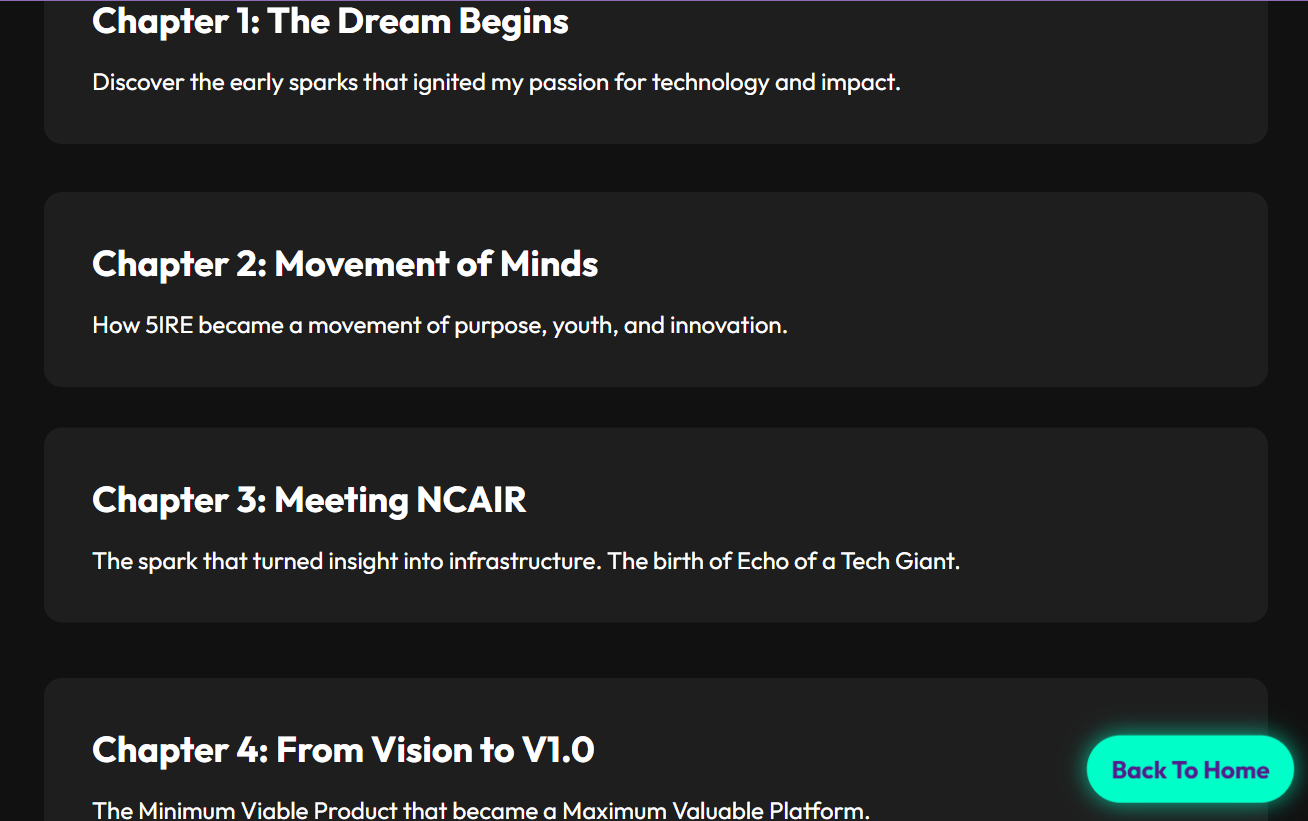 Chapter 1: The Dream Begins
Discover the early sparks that ignited my passion for technology and impact.
Chapter 2: Movement of Minds
How 5IRE became a movement of purpose, youth, and innovation.
Chapter 3: Meeting NCAIR
The spark that turned insight into infrastructure. The birth of Echo of a Tech Giant.
Chapter 4: From Vision to V1.0
The Minimum Viable Product that became a Maximum Valuable Platform.
Back To Home